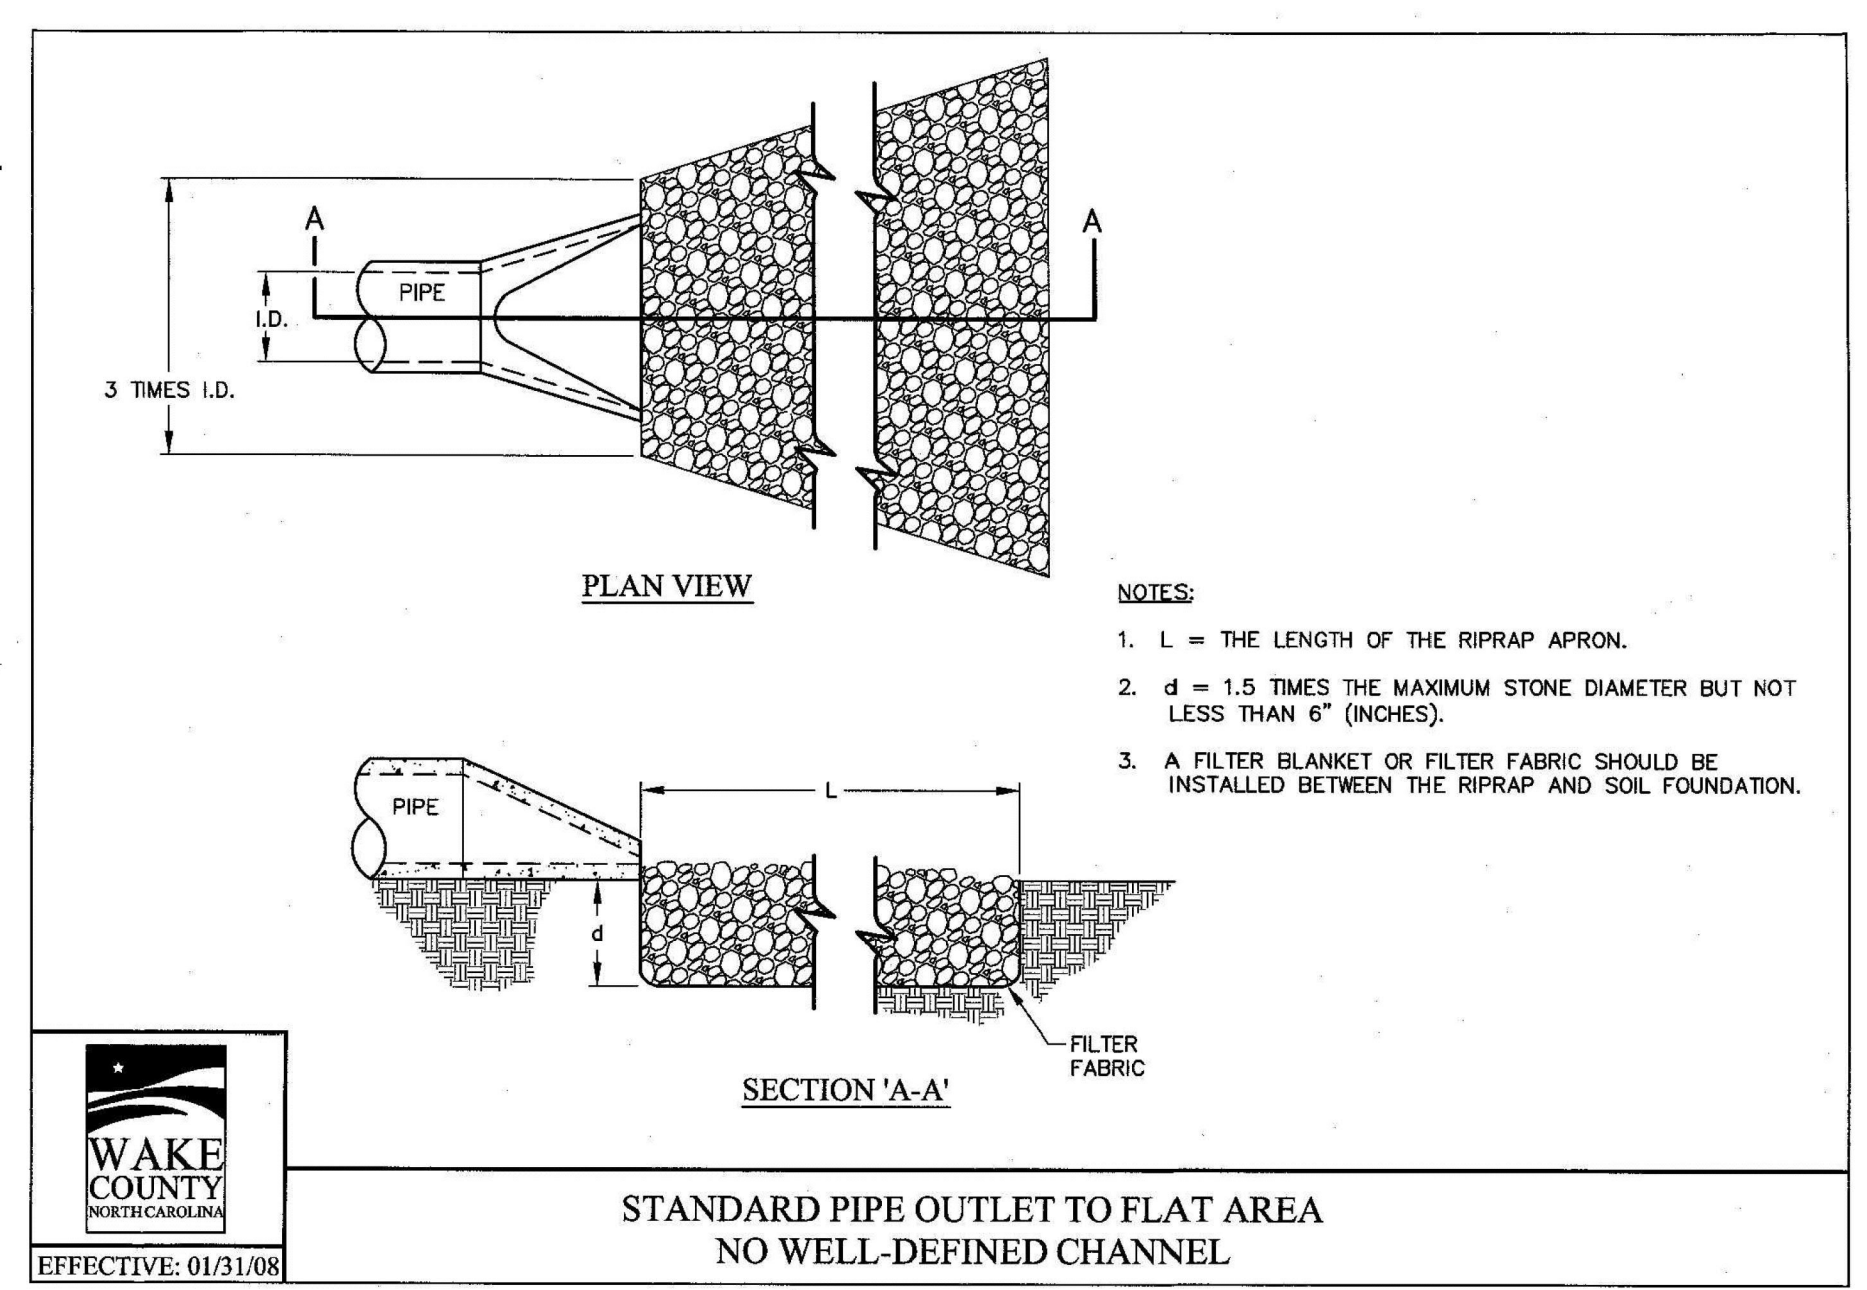 A
A
PIPE
I.D.
3 TIMES I.D.
PLAN VIEW
NOTES:
1. L = THE LENGTH OF THE RIPRAP APRON.
2. d = 1.5 TIMES THE MAXIMUM STONE DIAMETER BUT NOT
LESS THAN 6" (INCHES).
3. A FILTER BLANKET OR FILTER FABRIC SHOULD BE
INSTALLED BETWEEN THE RIPRAP AND SOIL FOUNDATION.
L
PIPE
d
FILTER
FABRIC
SECTION 'A-A'
WAKE
COUNTY
NORTH CAROLINA
EFFECTIVE: 01/31/08
STANDARD PIPE OUTLET TO FLAT AREA
NO WELL-DEFINED CHANNEL